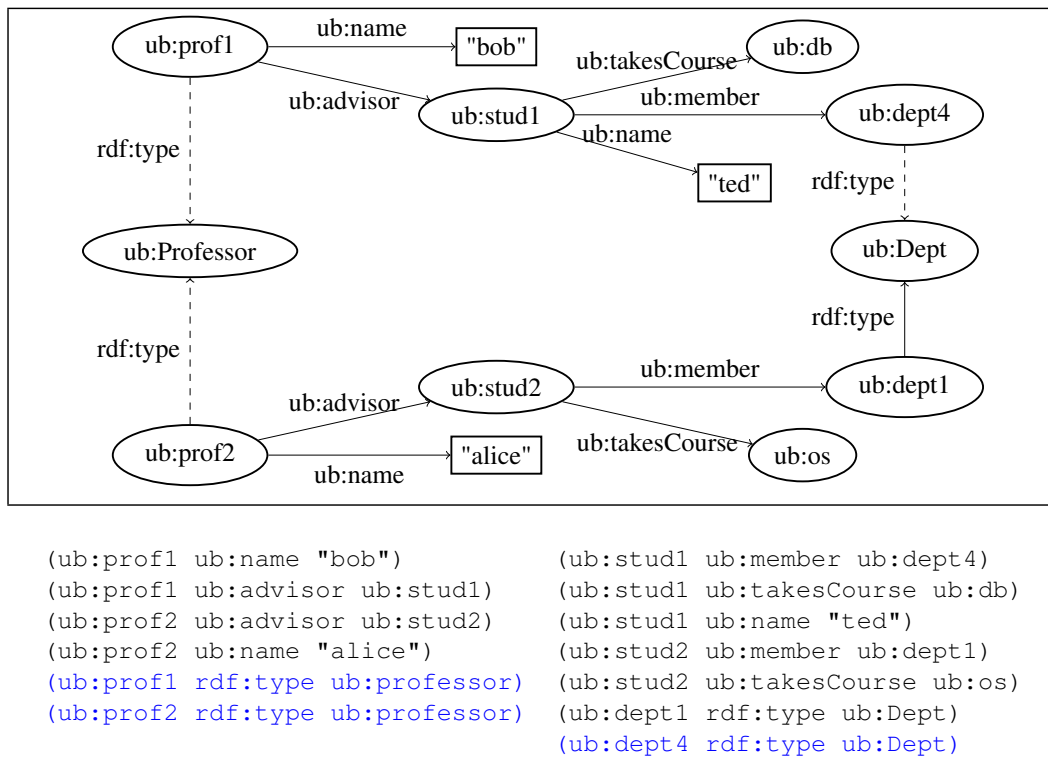 ub:prof1
ub:name
"bob"
ub:db
ub:takesCourse
ub:advisor
ub:stud1
ub:member
ub:dept4
ub:name
rdf:type
"ted"
rdf:type
ub:Professor
ub:Dept
rdf:type
rdf:type
ub:stud2
ub:member
ub:dept1
ub:advisor
ub:prof2
"alice"
ub:takesCourse
ub:os
ub:name
(ub:prof1 ub:name "bob")
(ub:prof1 ub:advisor ub:stud1)
(ub:prof2 ub:advisor ub:stud2)
(ub:prof2 ub:name "alice")
(ub:prof1 rdf:type ub:professor)
(ub:prof2 rdf:type ub:professor)
(ub:stud1 ub:member ub:dept4)
(ub:stud1 ub:takesCourse ub:db)
(ub:stud1 ub:name "ted")
(ub:stud2 ub:member ub:dept1)
(ub:stud2 ub:takesCourse ub:os)
(ub:dept1 rdf:type ub:Dept)
(ub:dept4 rdf:type ub:Dept)